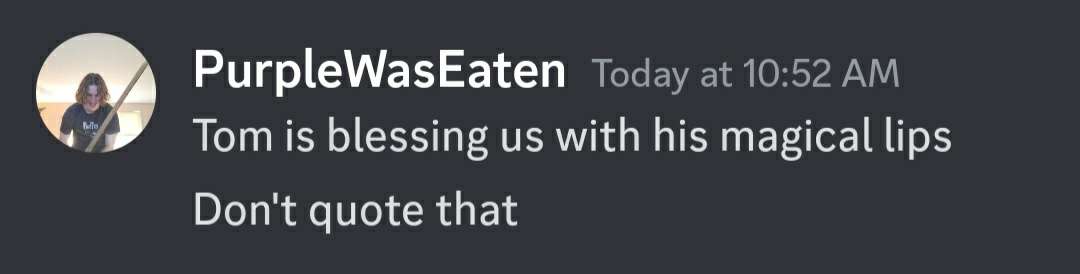 PurpleWasEaten Today at 10:52 AM
Tom is blessing us with his magical lips
Don't quote that